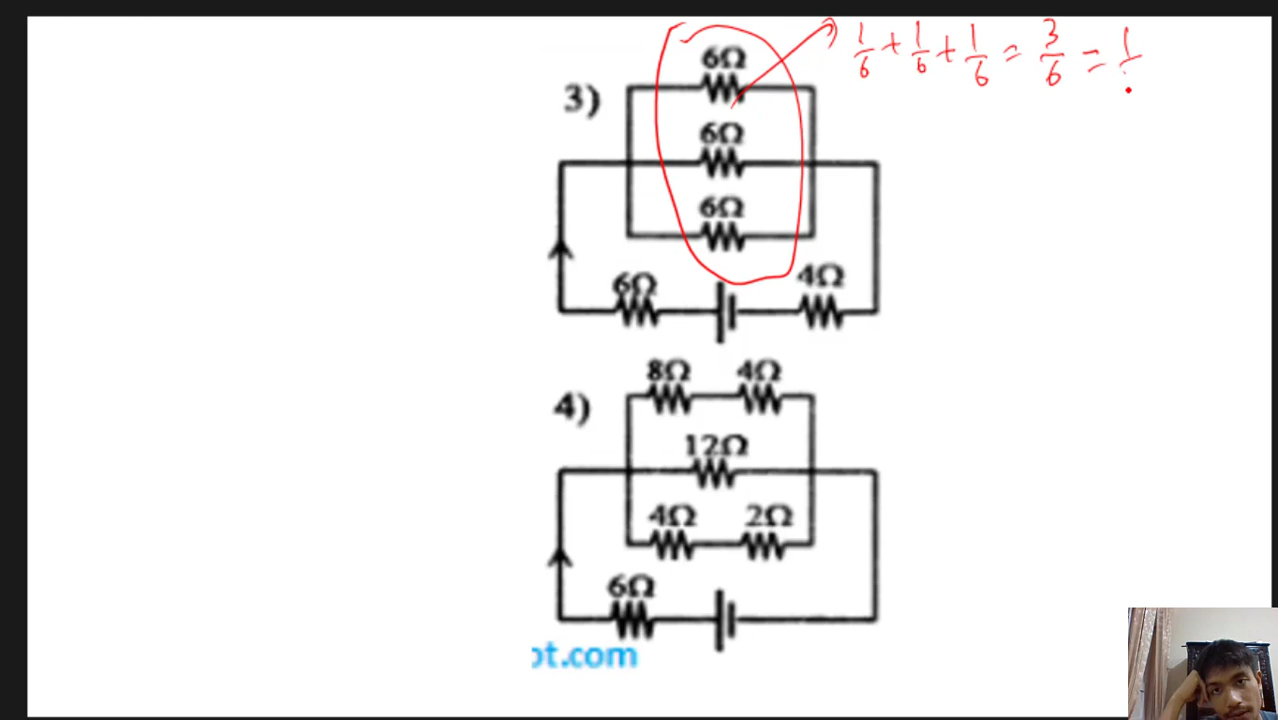 6Ω
1/6 + 1/6 + 1/6 = 3/6 = 1/
3)
6Ω
6Ω
6Ω 4Ω
8Ω 4Ω
4)
12Ω
4Ω 2Ω
6Ω
ot.com